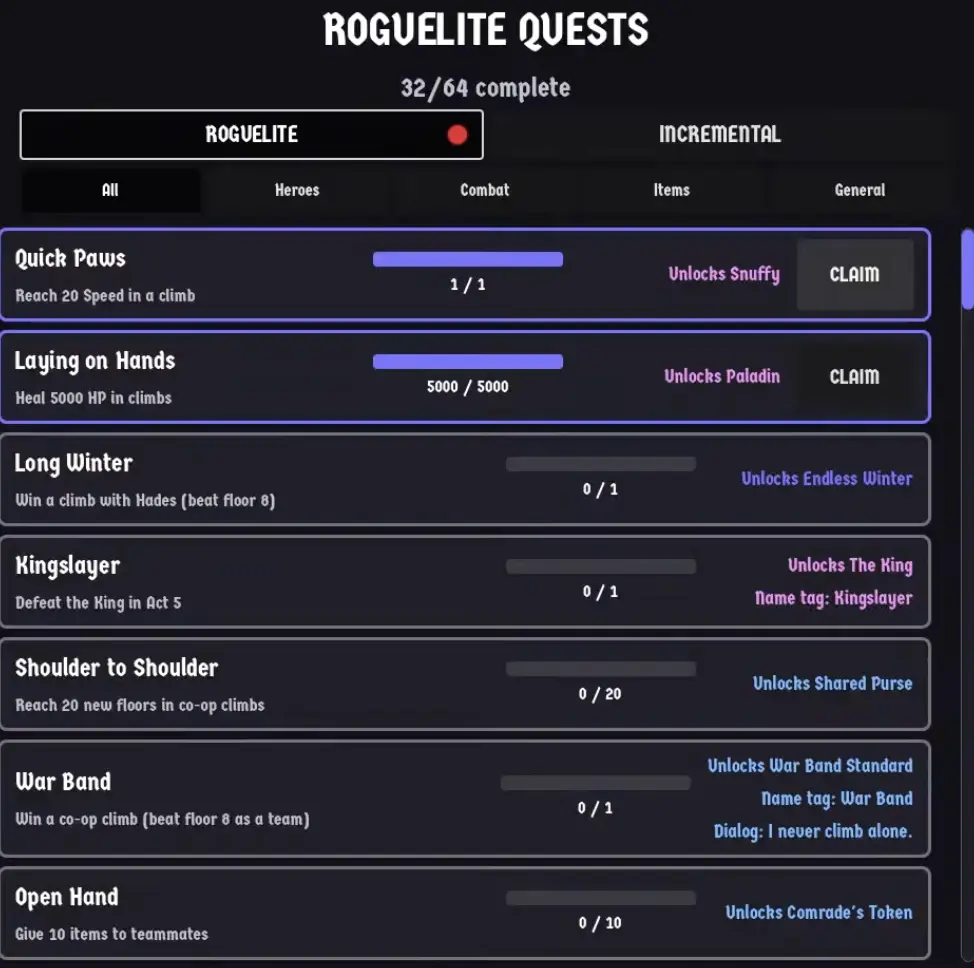 ROGUELITE QUESTS
32/64 complete
ROGUELITE
INCREMENTAL
All
Heroes
Combat
Items
General
Quick Paws
Reach 20 Speed in a climb
1 / 1
Unlocks Snuffy
CLAIM
Laying on Hands
Heal 5000 HP in climbs
5000 / 5000
Unlocks Paladin
CLAIM
Long Winter
Win a climb with Hades (beat floor 8)
0 / 1
Unlocks Endless Winter
Kingslayer
Defeat the King in Act 5
0 / 1
Unlocks The King
Name tag: Kingslayer
Shoulder to Shoulder
Reach 20 new floors in co-op climbs
0 / 20
Unlocks Shared Purse
War Band
Win a co-op climb (beat floor 8 as a team)
0 / 1
Unlocks War Band Standard
Name tag: War Band
Dialog: I never climb alone.
Open Hand
Give 10 items to teammates
0 / 10
Unlocks Comrade's Token